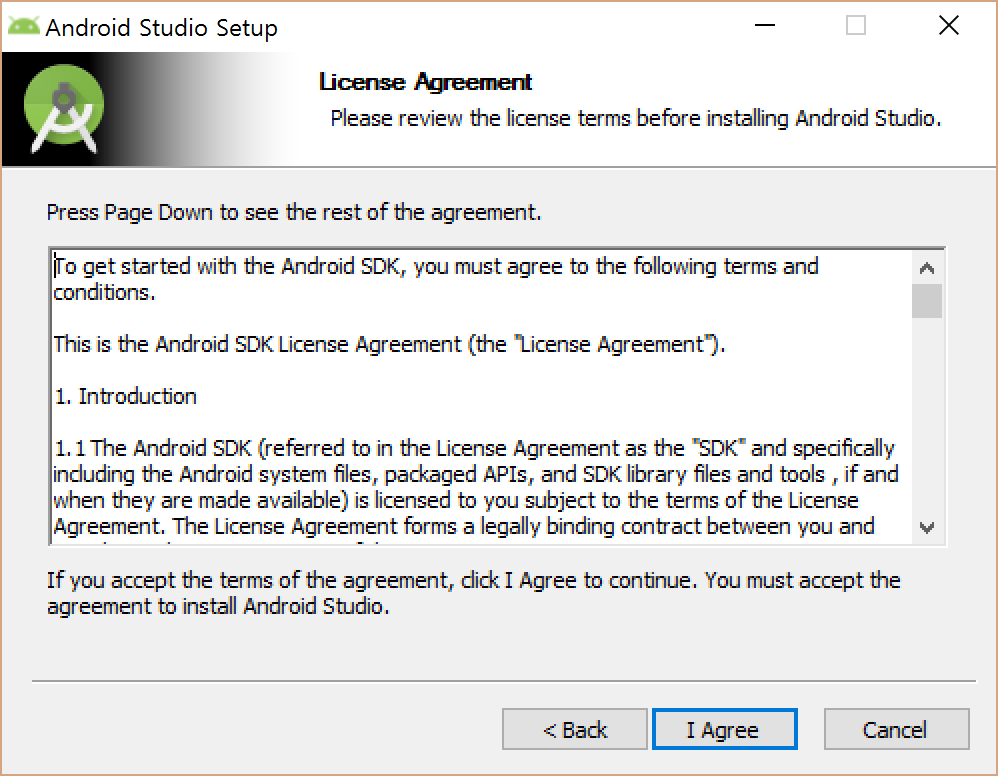 Android Studio Setup
License Agreement
Please review the license terms before installing Android Studio.
Press Page Down to see the rest of the agreement.
To get started with the Android SDK, you must agree to the following terms and
conditions.
This is the Android SDK License Agreement (the "License Agreement").
1. Introduction
1.1 The Android SDK (referred to in the License Agreement as the "SDK" and specifically
including the Android system files, packaged APIs, and SDK library files and tools , if and
when they are made available) is licensed to you subject to the terms of the License
Agreement. The License Agreement forms a legally binding contract between you and
If you accept the terms of the agreement, click I Agree to continue. You must accept the
agreement to install Android Studio.
< Back
I Agree
Cancel